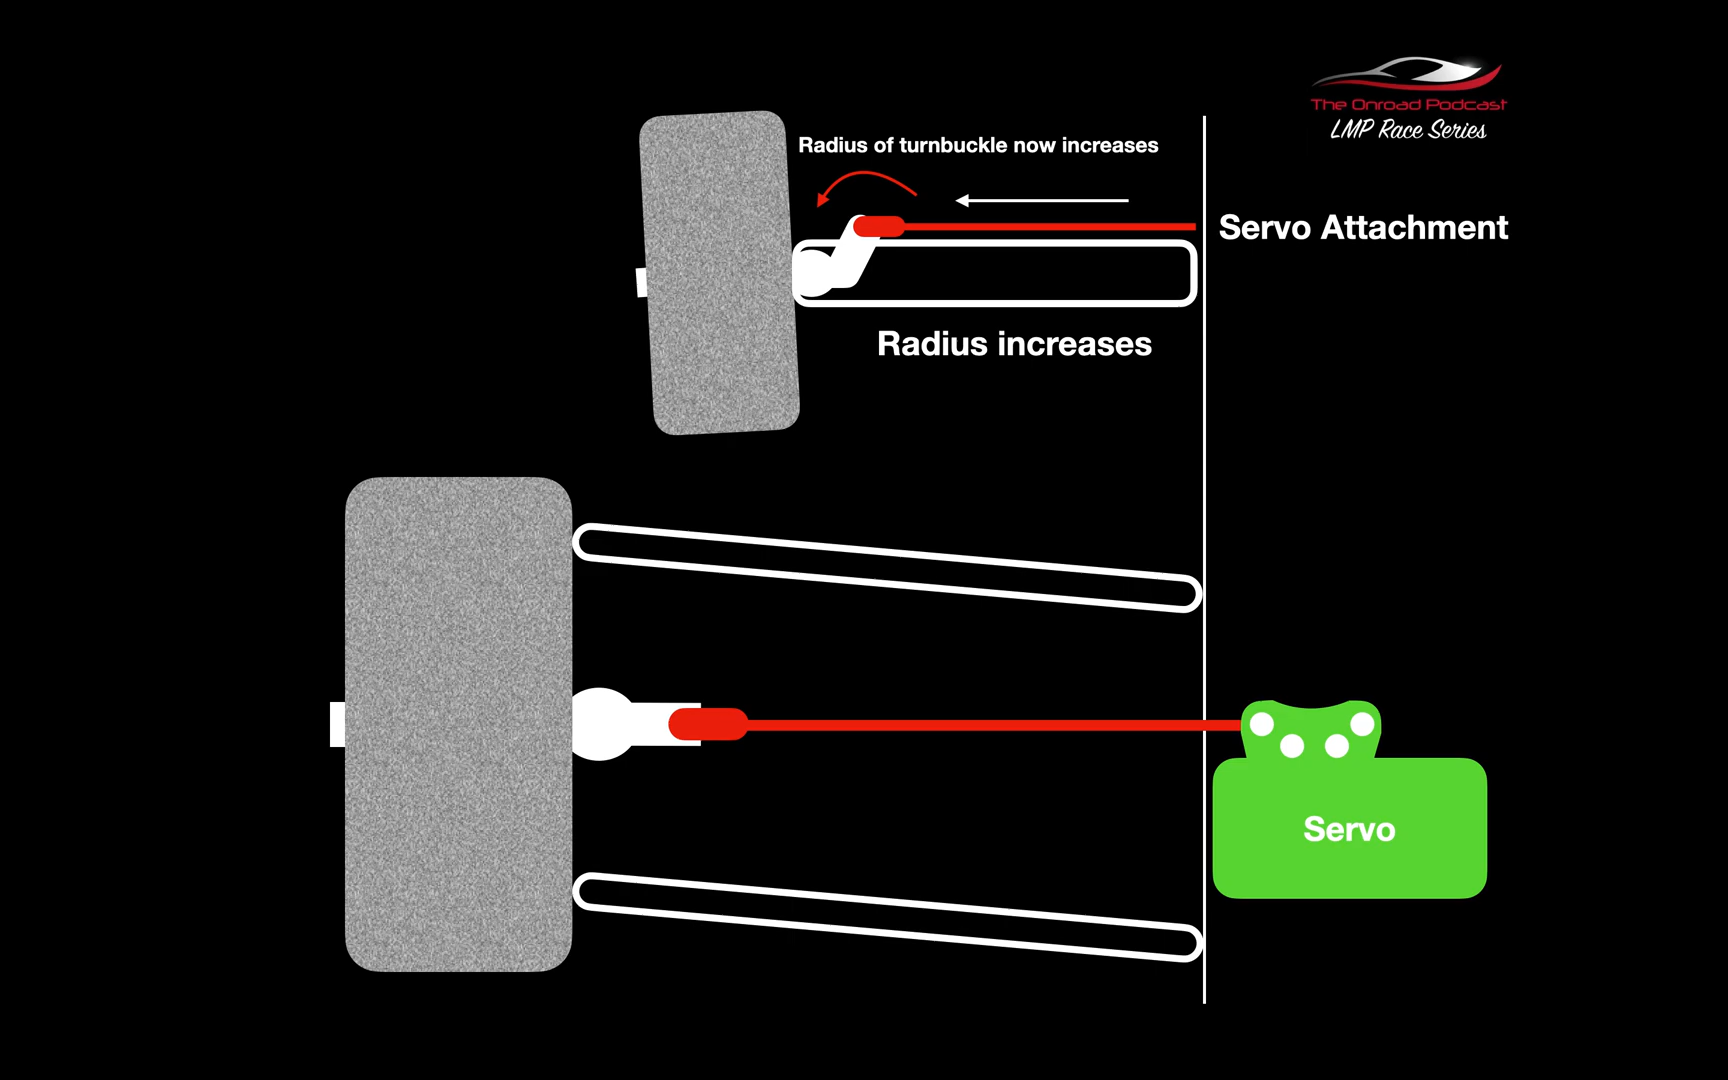 The Onroad Podcast
LMP Race Series
Radius of turnbuckle now increases
Servo Attachment
Radius increases
Servo